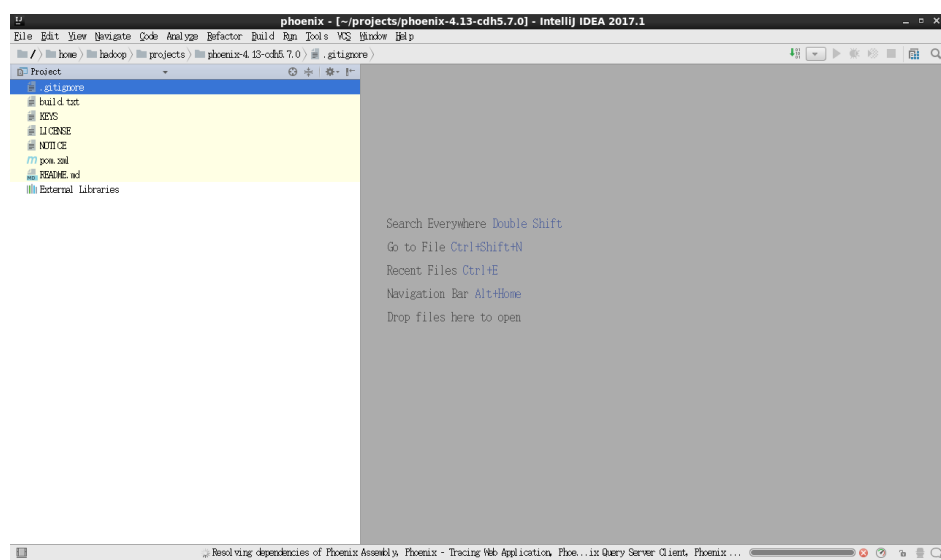 phoenix - [~/projects/phoenix-4.13-cdh5.7.0] - IntelliJ IDEA 2017.1
File Edit View Navigate Code Analyze Refactor Build Run Tools VCS Window Help
/ home hadoop projects phoenix-4.13-cdh5.7.0 .gitignore
Project
.gitignore
build.txt
KEYS
LICENSE
NOTICE
pom.xml
README.md
External Libraries
Search Everywhere Double Shift
Go to File Ctrl+Shift+N
Recent Files Ctrl+E
Navigation Bar Alt+Home
Drop files here to open
Resolving dependencies of Phoenix Assembly, Phoenix - Tracing Web Application, Phoe...ix Query Server Client, Phoenix ...